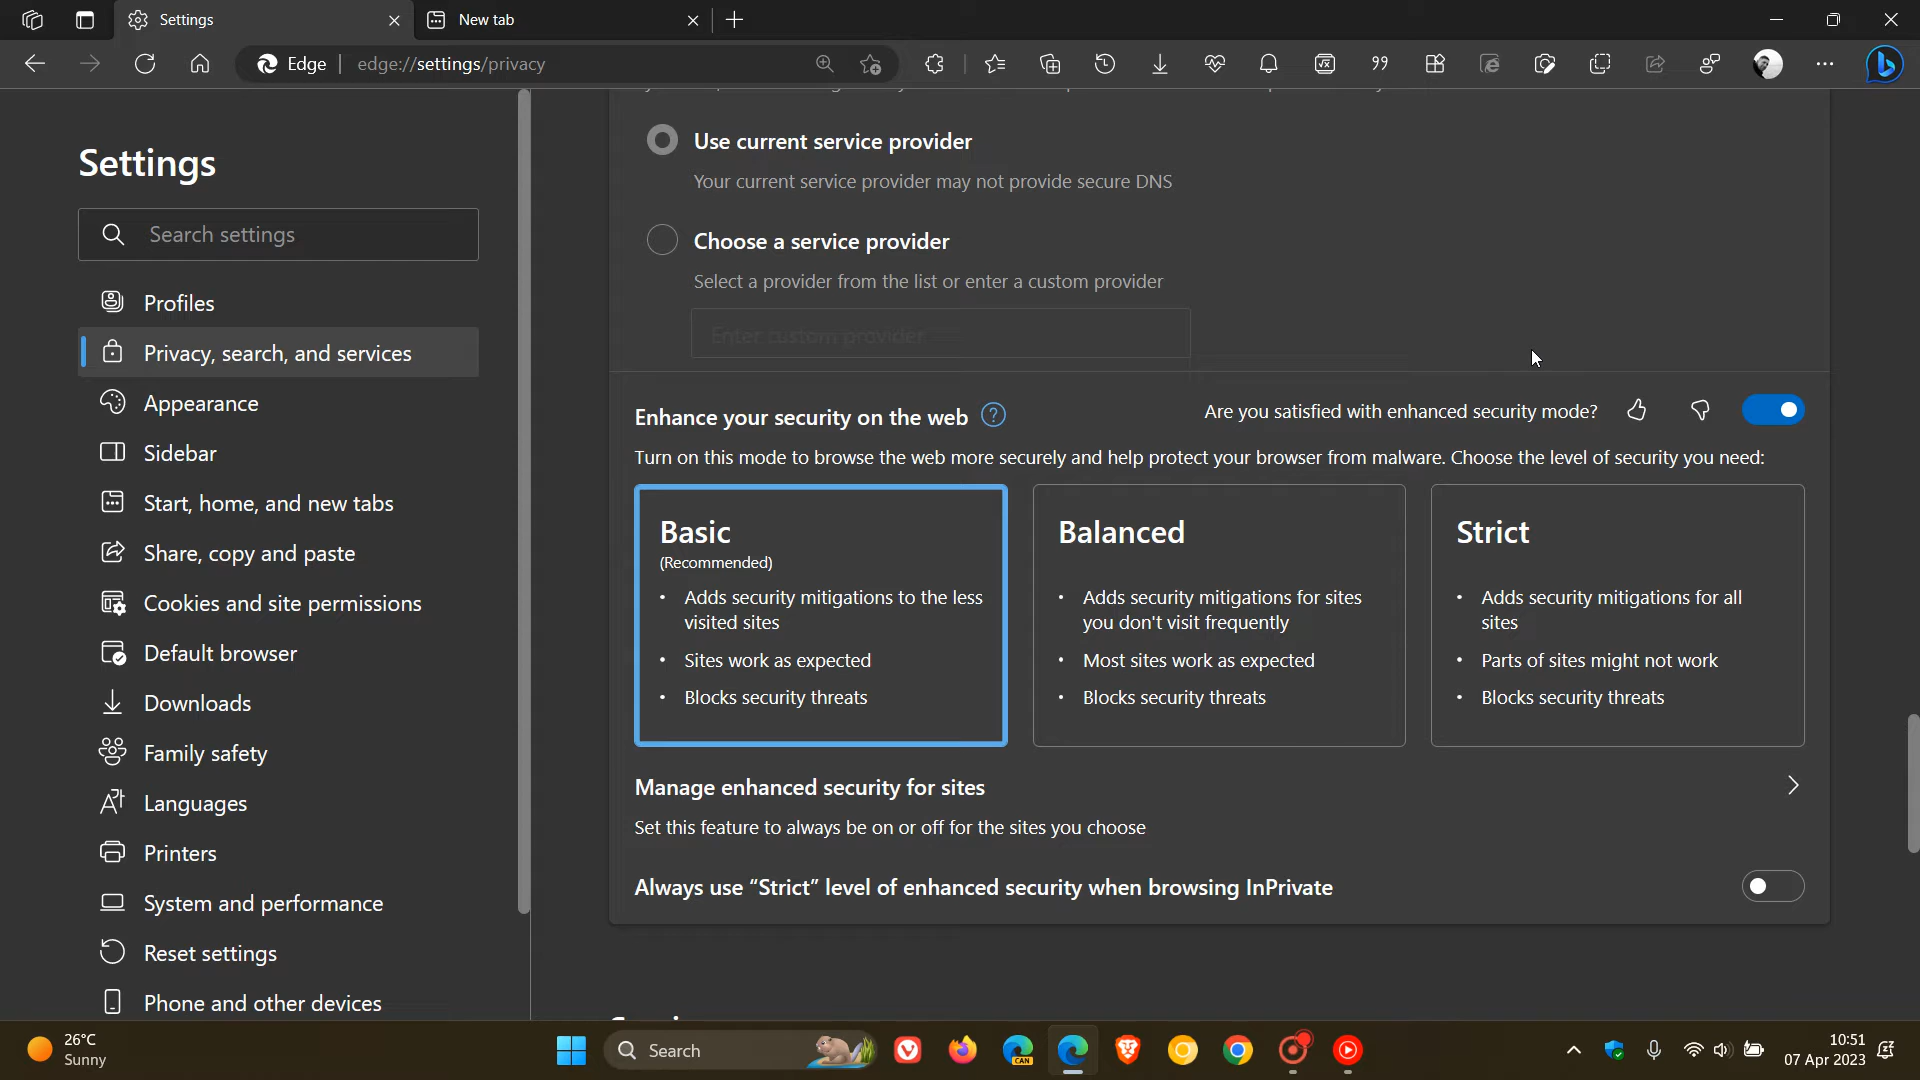 Settings
New tab
Edge
edge://settings/privacy
Settings
Search settings
Profiles
Privacy, search, and services
Appearance
Sidebar
Start, home, and new tabs
Share, copy and paste
Cookies and site permissions
Default browser
Downloads
Family safety
Languages
Printers
System and performance
Reset settings
Phone and other devices
Use current service provider
Your current service provider may not provide secure DNS
Choose a service provider
Select a provider from the list or enter a custom provider
Enter custom provider
Enhance your security on the web
Are you satisfied with enhanced security mode?
Turn on this mode to browse the web more securely and help protect your browser from malware. Choose the level of security you need:
Basic
(Recommended)
• Adds security mitigations to the less
visited sites
• Sites work as expected
• Blocks security threats
Balanced
• Adds security mitigations for sites
you don't visit frequently
• Most sites work as expected
• Blocks security threats
Strict
• Adds security mitigations for all
sites
• Parts of sites might not work
• Blocks security threats
Manage enhanced security for sites
Set this feature to always be on or off for the sites you choose
Always use “Strict” level of enhanced security when browsing InPrivate
26°C
Sunny
Search
CAN
10:51
07 Apr 2023